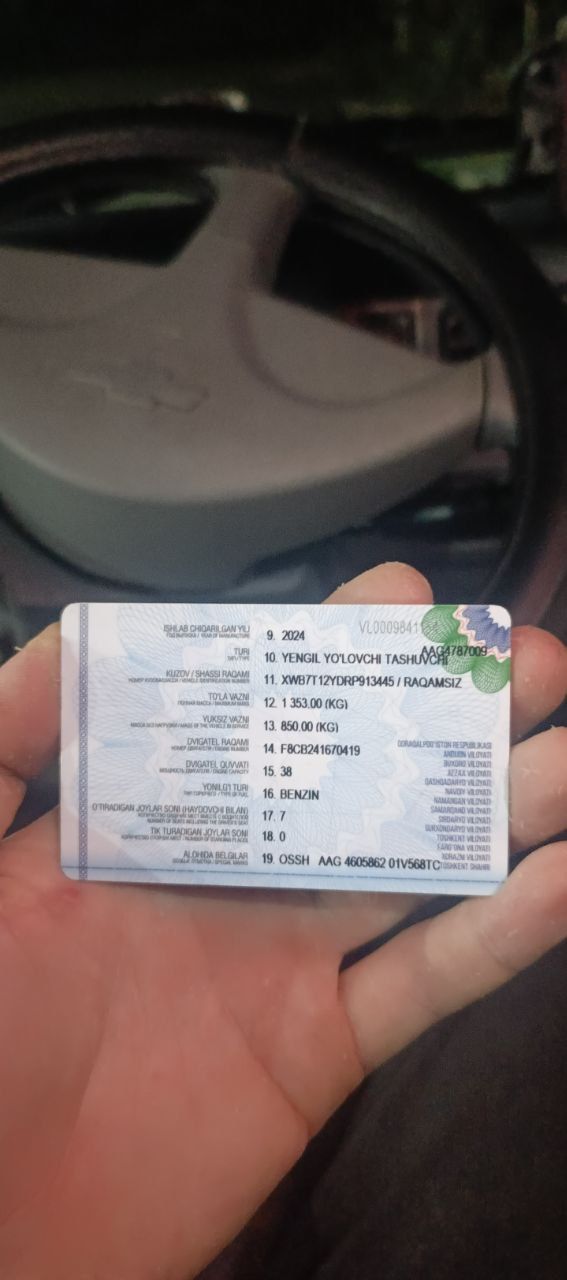 ISHLAB CHIQARILGAN YILI 9. 2024 VL0009841
TURI 10. YENGIL YO'LOVCHI TASHUVCHI AAG4787009
KUZOV / SHASSI RAQAMI 11. XWB7T12YDRP913445 / RAQAMSIZ
TO'LA VAZNI 12. 1 353.00 (KG)
YUKSIZ VAZNI 13. 850.00 (KG)
DVIGATEL RAQAMI 14. F8CB241670419
DVIGATEL QUVVATI 15. 38
YONILG'I TURI 16. BENZIN
O'TIRADIGAN JOYLAR SONI (HAYDOVCHI BILAN) 17. 7
TIK TURADIGAN JOYLAR SONI 18. 0
ALOHIDA BELGILAR 19. OSSH AAG 4605862 01V568TC
QORAQALPOG'ISTON RESPUBLIKASI
ANDIJON VILOYATI
BUXORO VILOYATI
JIZZAX VILOYATI
QASHQADARYO VILOYATI
NAVOIY VILOYATI
NAMANGAN VILOYATI
SAMARQAND VILOYATI
SIRDARYO VILOYATI
SURXONDARYO VILOYATI
TOSHKENT VILOYATI
FARG'ONA VILOYATI
XORAZM VILOYATI
TOSHKENT SHAHRI